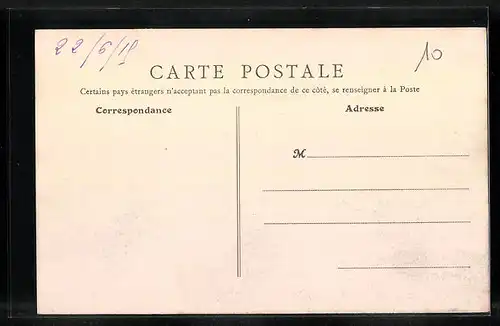 22/6/19
10
CARTE POSTALE
Certains pays étrangers n'acceptant pas la correspondance de ce côté, se renseigner à la Poste
Correspondance
Adresse
M